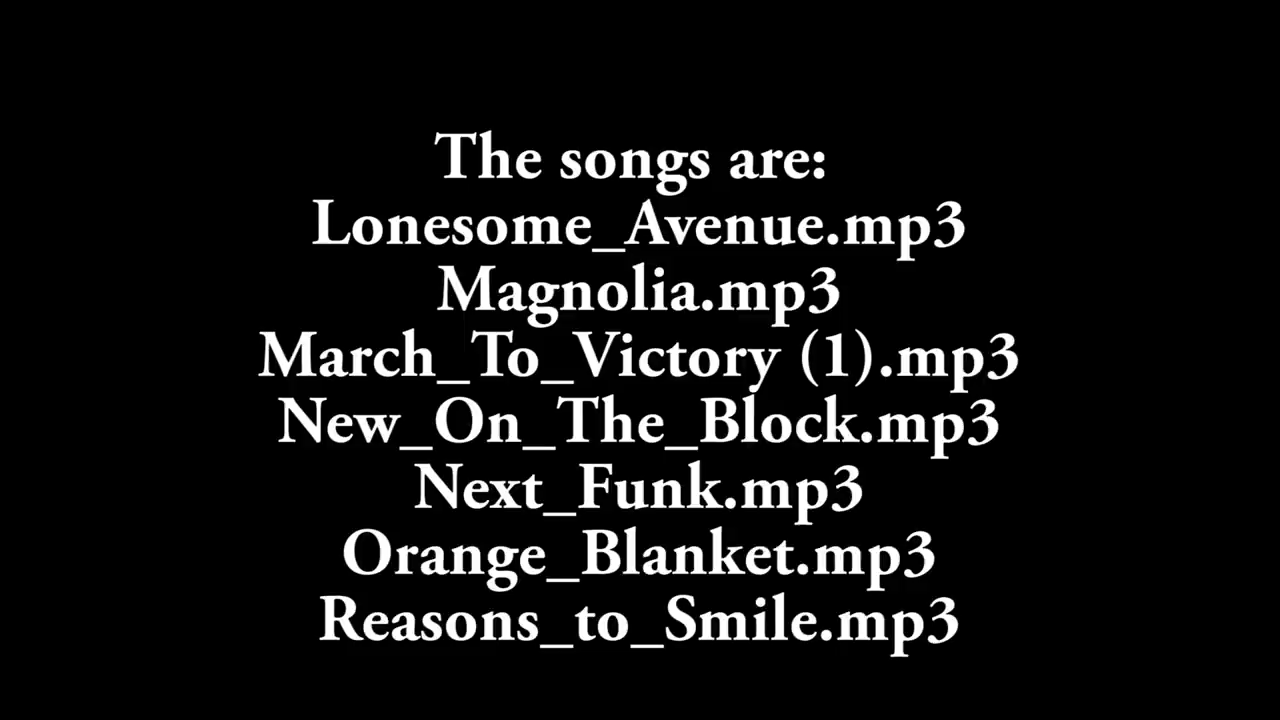 The songs are:
Lonesome_Avenue.mp3
Magnolia.mp3
March_To_Victory (1).mp3
New_On_The_Block.mp3
Next_Funk.mp3
Orange_Blanket.mp3
Reasons_to_Smile.mp3